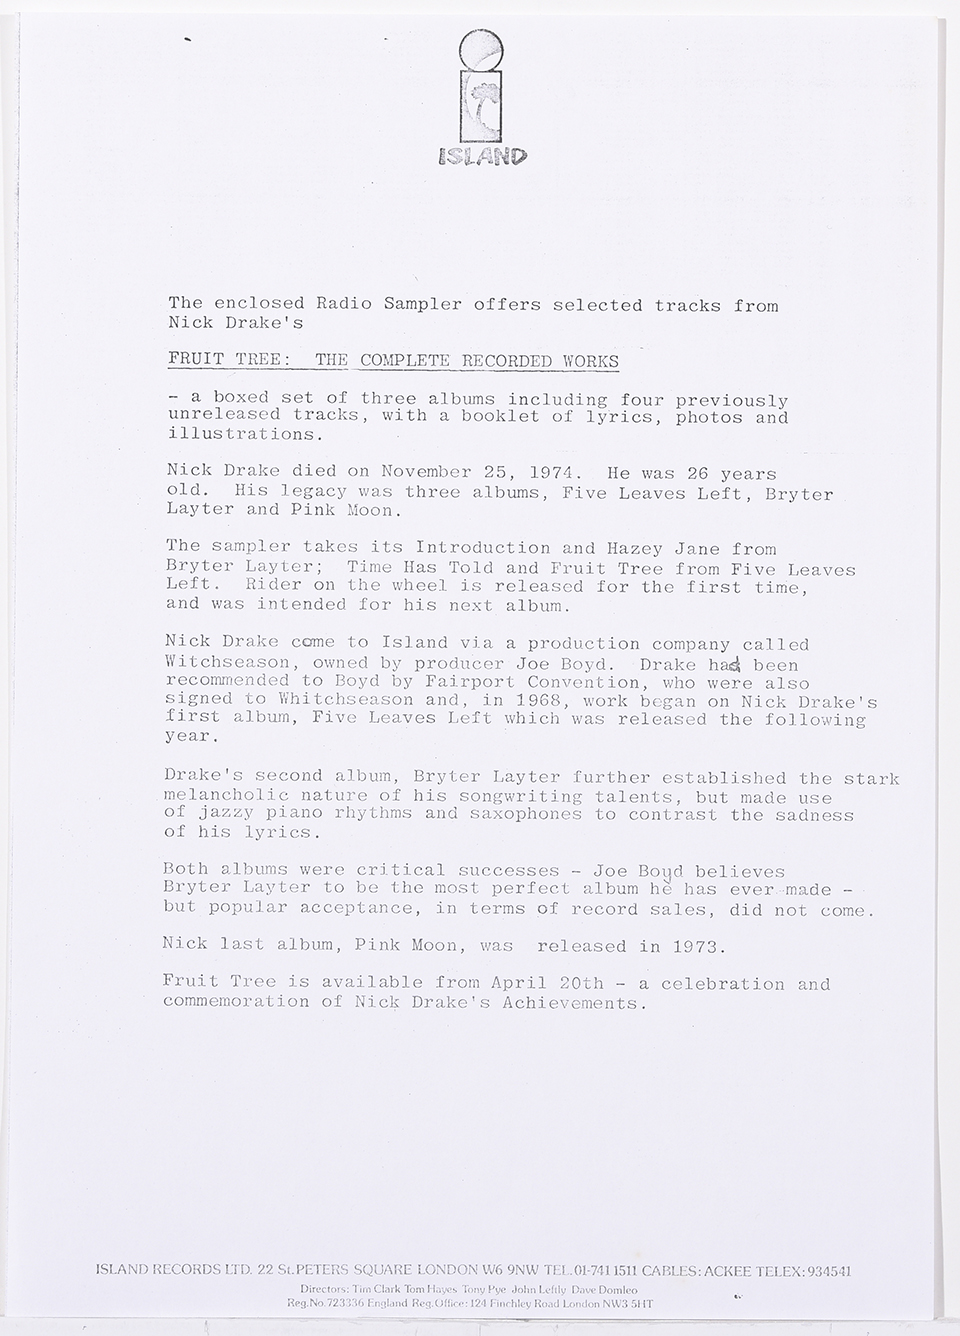 ISLAND
The enclosed Radio Sampler offers selected tracks from
Nick Drake's
FRUIT TREE: THE COMPLETE RECORDED WORKS
- a boxed set of three albums including four previously
unreleased tracks, with a booklet of lyrics, photos and
illustrations.
Nick Drake died on November 25, 1974. He was 26 years
old. His legacy was three albums, Five Leaves Left, Bryter
Layter and Pink Moon.
The sampler takes its Introduction and Hazey Jane from
Bryter Layter; Time Has Told and Fruit Tree from Five Leaves
Left. Rider on the wheel is released for the first time,
and was intended for his next album.
Nick Drake came to Island via a production company called
Witchseason, owned by producer Joe Boyd. Drake had been
recommended to Boyd by Fairport Convention, who were also
signed to Whitchseason and, in 1968, work began on Nick Drake's
first album, Five Leaves Left which was released the following
year.
Drake's second album, Bryter Layter further established the stark
melancholic nature of his songwriting talents, but made use
of jazzy piano rhythms and saxophones to contrast the sadness
of his lyrics.
Both albums were critical successes - Joe Boyd believes
Bryter Layter to be the most perfect album he has ever made -
but popular acceptance, in terms of record sales, did not come.
Nick last album, Pink Moon, was released in 1973.
Fruit Tree is available from April 20th - a celebration and
commemoration of Nick Drake's Achievements.
ISLAND RECORDS LTD. 22 St.PETERS SQUARE LONDON W6 9NW TEL.01-741 1511 CABLES: ACKEE TELEX: 934541
Directors: Tim Clark Tom Hayes Tony Pye John Leftly Dave Domleo
Reg.No.723336 England Reg.Office: 124 Finchley Road London NW3 5HT